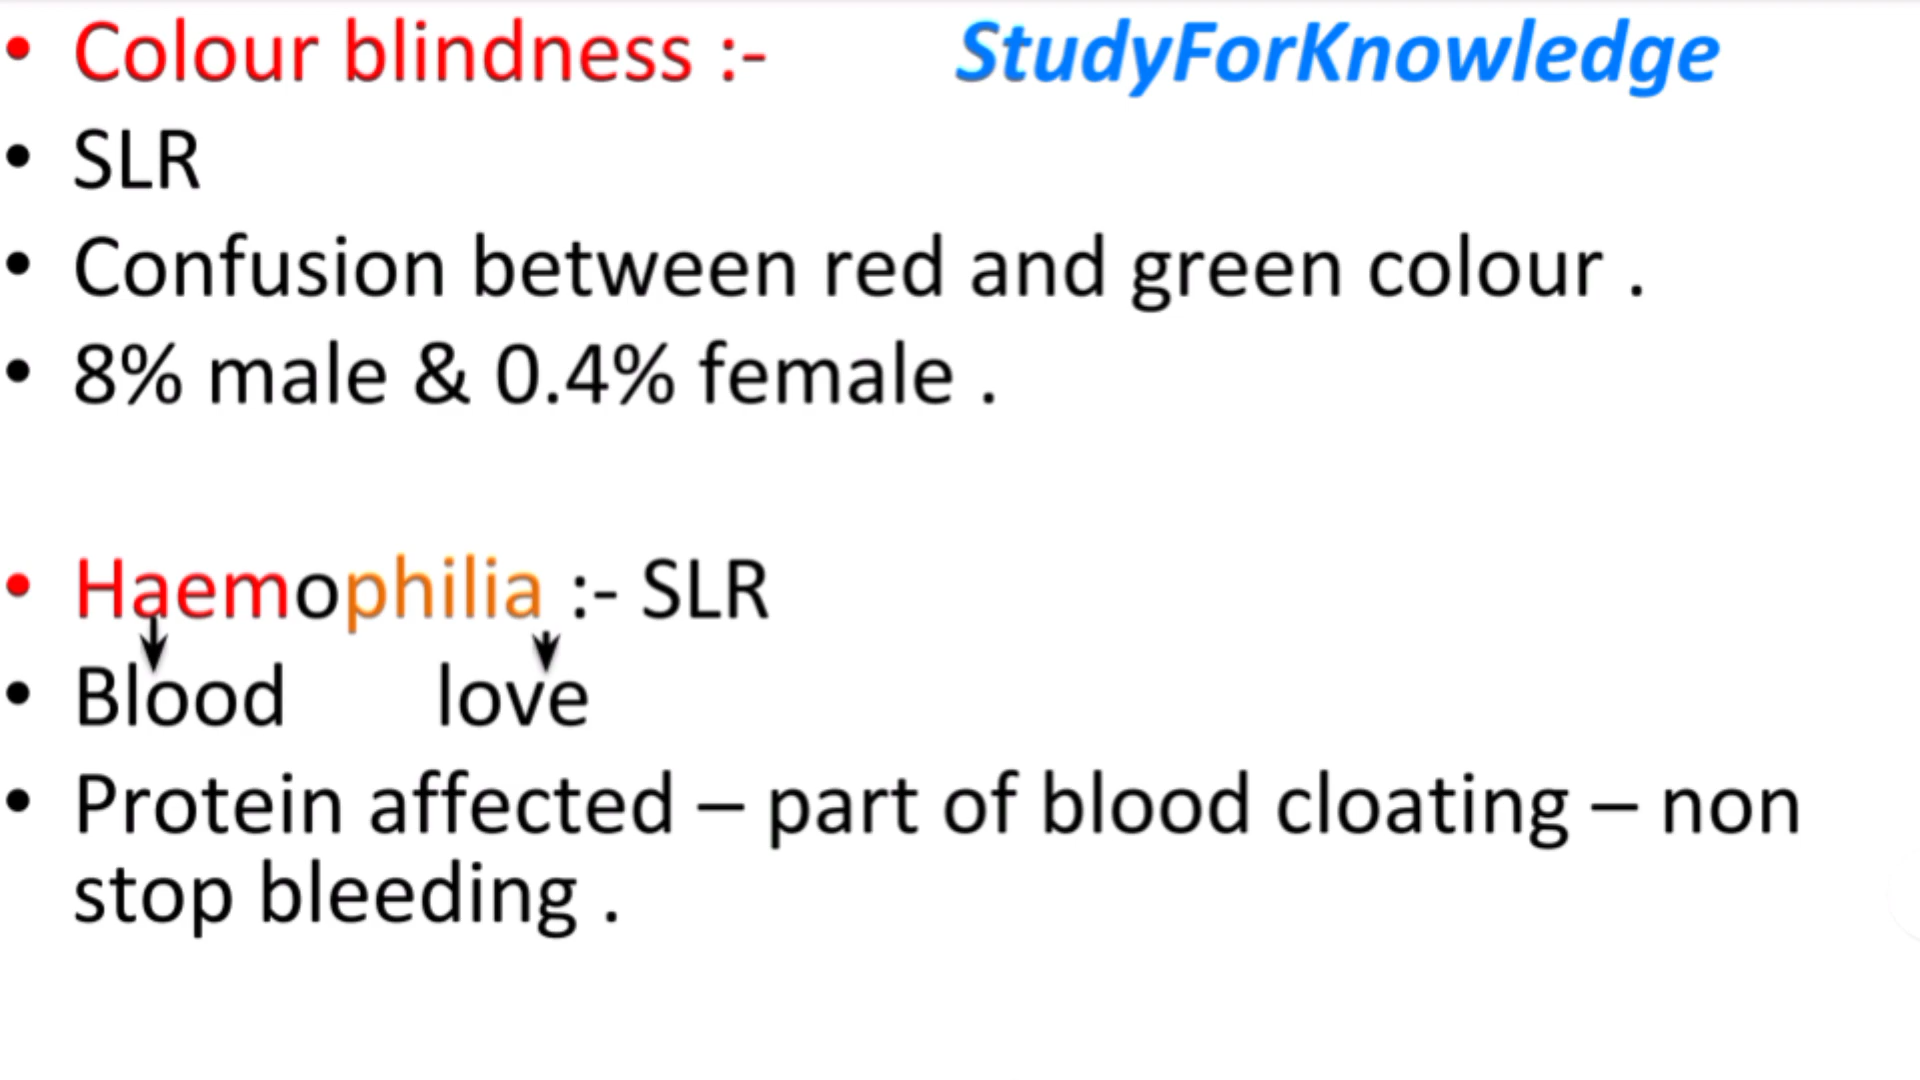 • Colour blindness :- StudyForKnowledge
• SLR
• Confusion between red and green colour .
• 8% male & 0.4% female .
• Haemophilia :- SLR
• Blood love
• Protein affected – part of blood cloating – non
stop bleeding .